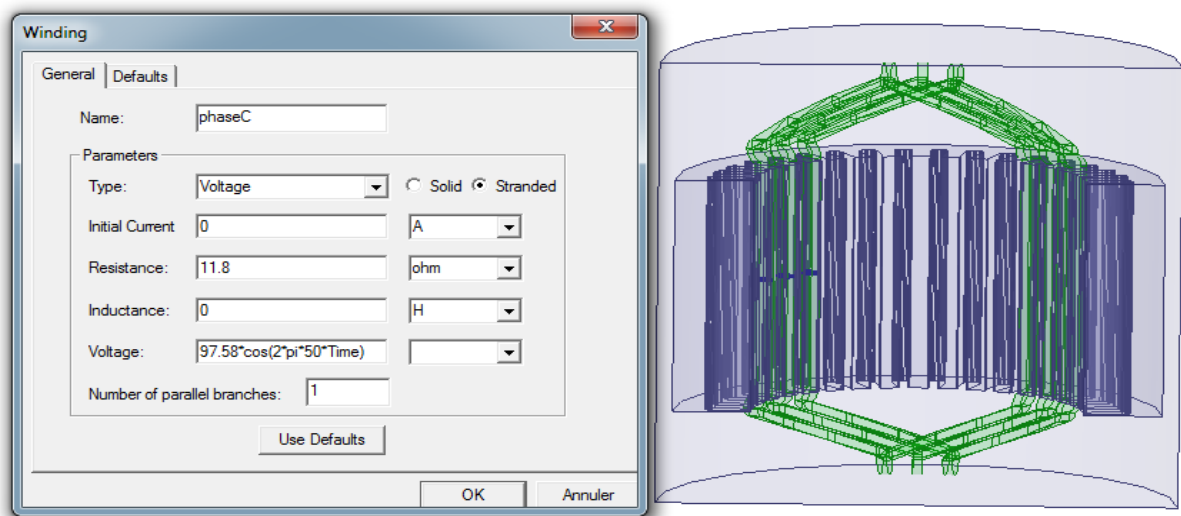 Winding
General Defaults
Name: phaseC
Parameters
Type: Voltage Solid Stranded
Initial Current 0 A
Resistance: 11.8 ohm
Inductance: 0 H
Voltage: 97.58*cos(2*pi*50*Time)
Number of parallel branches: 1
Use Defaults
OK Annuler